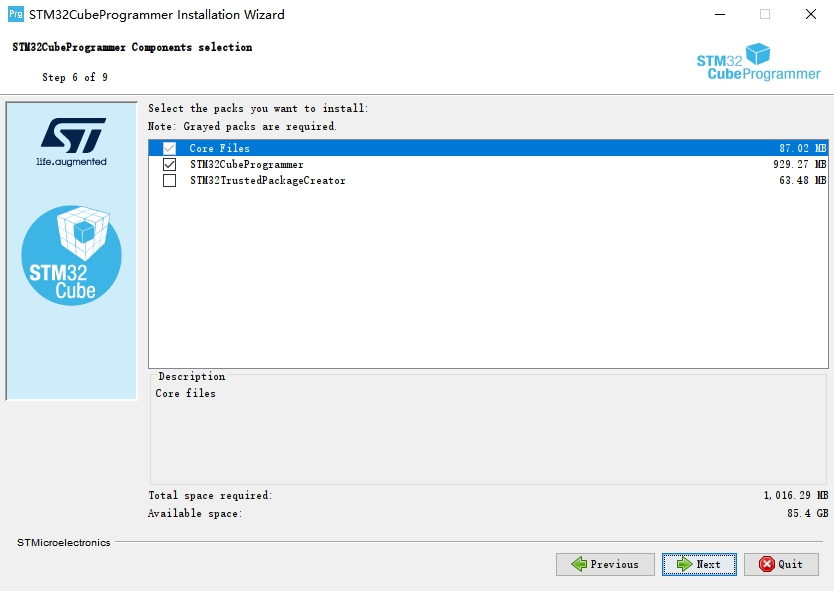 Prg STM32CubeProgrammer Installation Wizard
STM32CubeProgrammer Components selection
Step 6 of 9
STM32
CubeProgrammer
ST
life.augmented
STM32
Cube
Select the packs you want to install:
Note: Grayed packs are required.
Core Files 87.02 MB
STM32CubeProgrammer 929.27 MB
STM32TrustedPackageCreator 63.48 MB
Description
Core files
Total space required: 1,016.29 MB
Available space: 85.4 GB
STMicroelectronics
Previous Next Quit